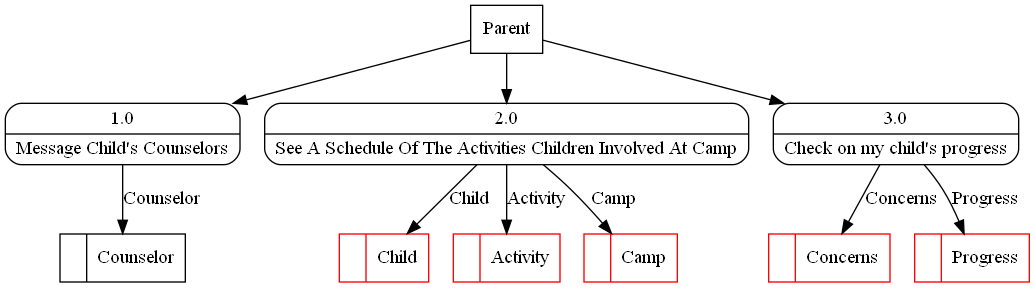 Parent
1.0
2.0
3.0
Message Child's Counselors
See A Schedule Of The Activities Children Involved At Camp
Check on my child's progress
Counselor
Child
Activity
Camp
Concerns
Progress
Counselor
Child
Activity
Camp
Concerns
Progress